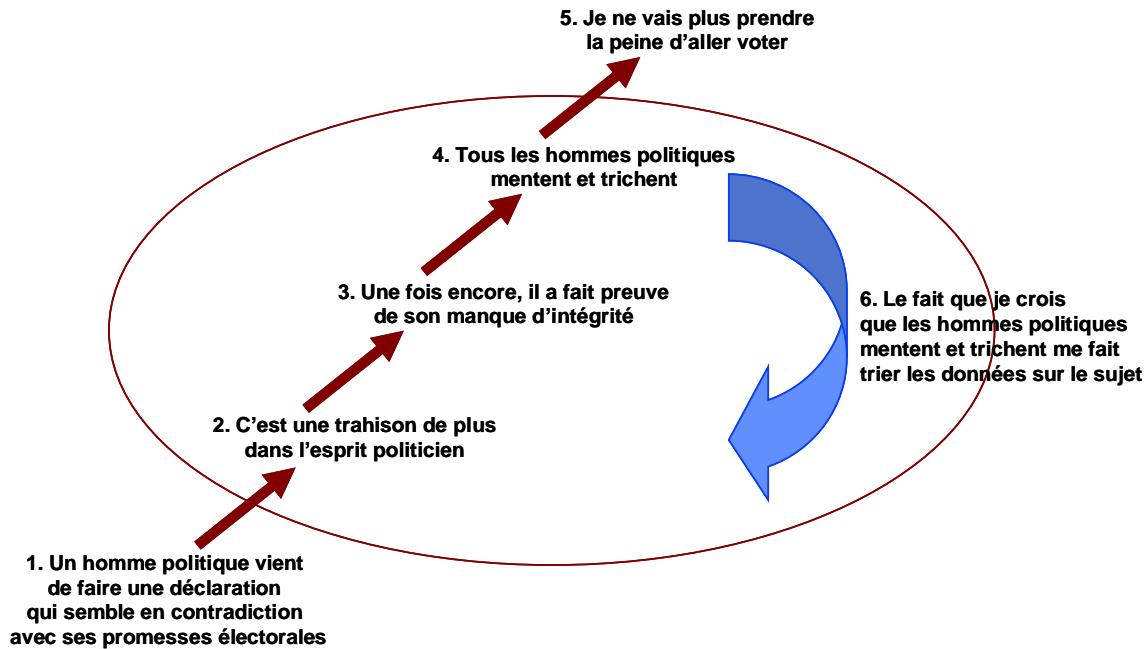 5. Je ne vais plus prendre
la peine d'aller voter
4. Tous les hommes politiques
mentent et trichent
3. Une fois encore, il a fait preuve
de son manque d'intégrité
6. Le fait que je crois
que les hommes politiques
mentent et trichent me fait
trier les données sur le sujet
2. C'est une trahison de plus
dans l'esprit politicien
1. Un homme politique vient
de faire une déclaration
qui semble en contradiction
avec ses promesses électorales